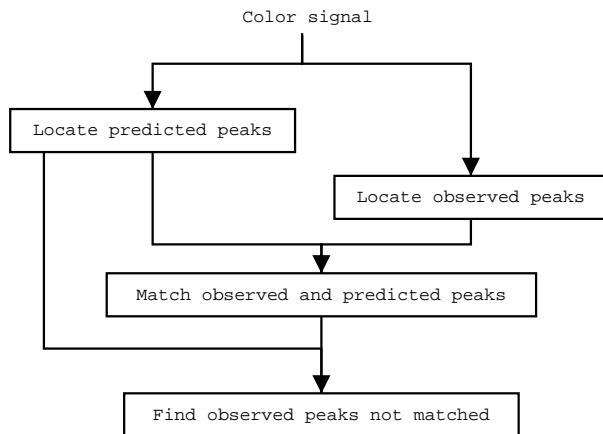 Color signal
Locate predicted peaks
Locate observed peaks
Match observed and predicted peaks
Find observed peaks not matched